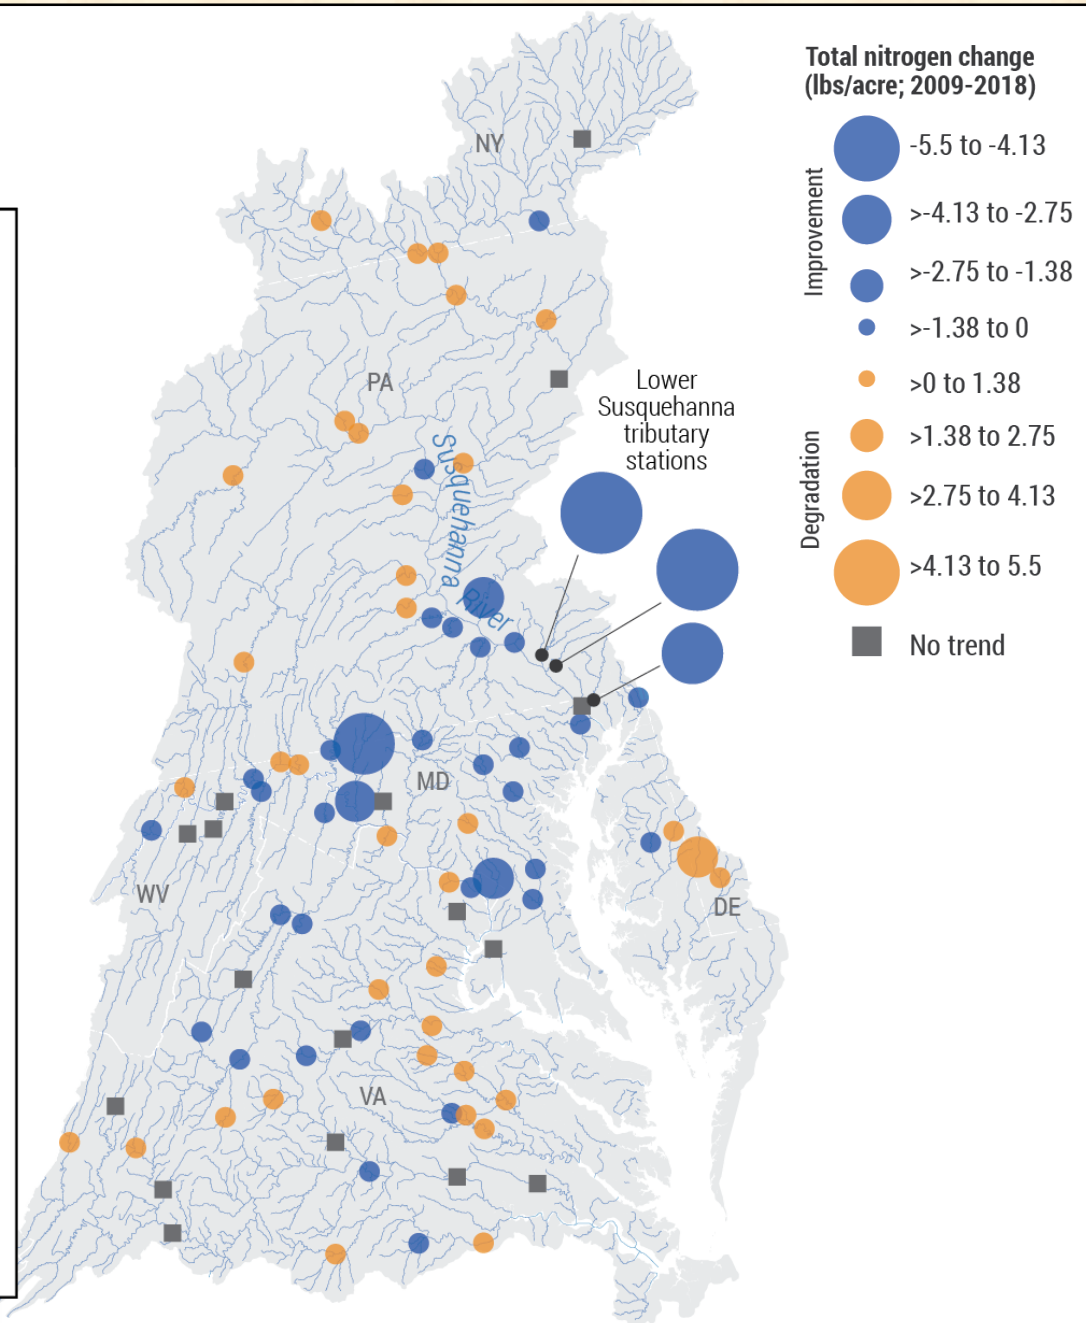 Total nitrogen change
(lbs/acre; 2009-2018)
Improvement
-5.5 to -4.13
>-4.13 to -2.75
>-2.75 to -1.38
>-1.38 to 0
Degradation
>0 to 1.38
>1.38 to 2.75
>2.75 to 4.13
>4.13 to 5.5
No trend
NY
PA
Lower
Susquehanna
tributary
stations
Susquehanna
River
MD
WV
DE
VA